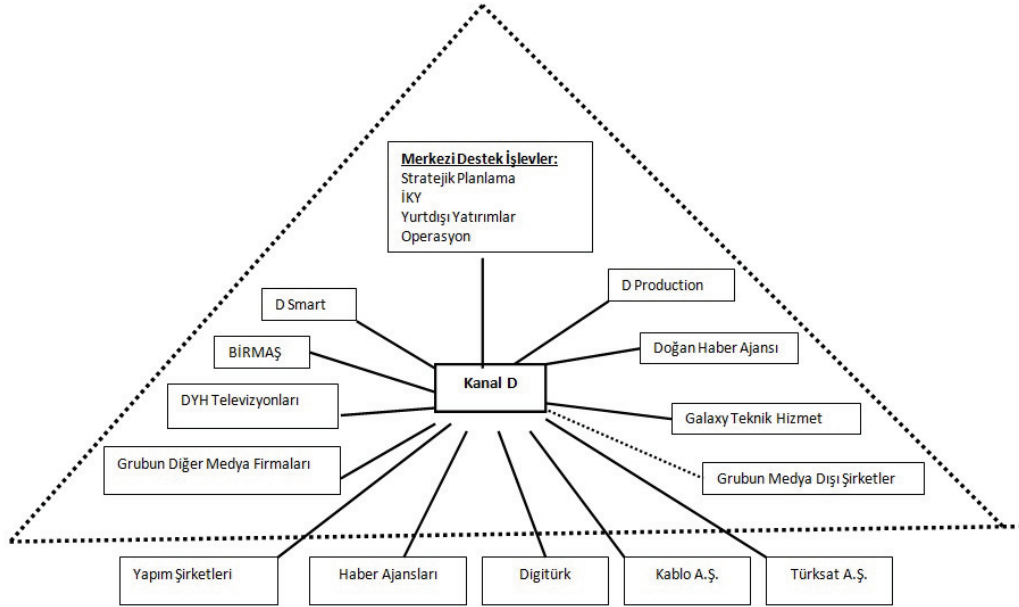 Merkezi Destek İşlevler:
Stratejik Planlama
İKY
Yurtdışı Yatırımlar
Operasyon
D Smart
D Production
BİRMAŞ
Doğan Haber Ajansı
Kanal D
DYH Televizyonları
Galaxy Teknik Hizmet
Grubun Diğer Medya Firmaları
Grubun Medya Dışı Şirketler
Yapım Şirketleri
Haber Ajansları
Digitürk
Kablo A.Ş.
Türksat A.Ş.